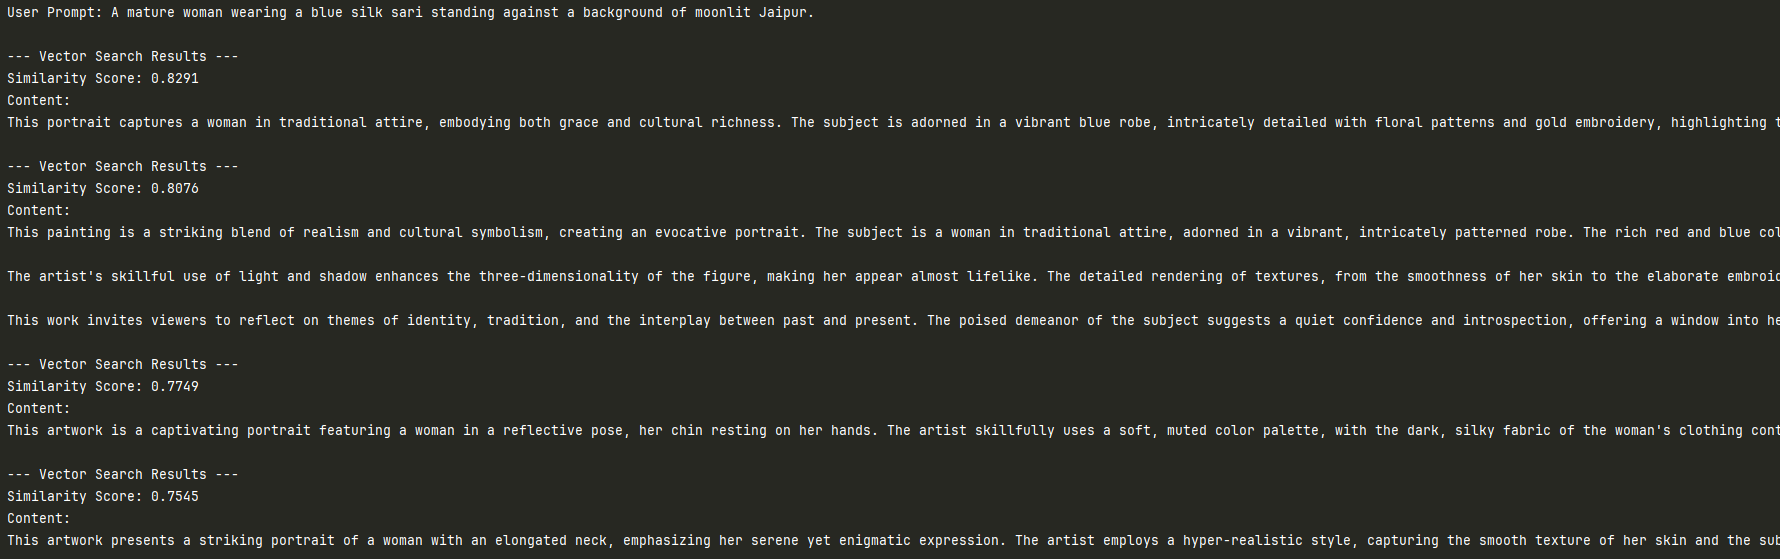 User Prompt: A mature woman wearing a blue silk sari standing against a background of moonlit Jaipur.
--- Vector Search Results ---
Similarity Score: 0.8291
Content:
This portrait captures a woman in traditional attire, embodying both grace and cultural richness. The subject is adorned in a vibrant blue robe, intricately detailed with floral patterns and gold embroidery, highlighting
--- Vector Search Results ---
Similarity Score: 0.8076
Content:
This painting is a striking blend of realism and cultural symbolism, creating an evocative portrait. The subject is a woman in traditional attire, adorned in a vibrant, intricately patterned robe. The rich red and blue
The artist's skillful use of light and shadow enhances the three-dimensionality of the figure, making her appear almost lifelike. The detailed rendering of textures, from the smoothness of her skin to the elaborate
This work invites viewers to reflect on themes of identity, tradition, and the interplay between past and present. The poised demeanor of the subject suggests a quiet confidence and introspection, offering a window into
--- Vector Search Results ---
Similarity Score: 0.7749
Content:
This artwork is a captivating portrait featuring a woman in a reflective pose, her chin resting on her hands. The artist skillfully uses a soft, muted color palette, with the dark, silky fabric of the woman's clothing
--- Vector Search Results ---
Similarity Score: 0.7545
Content:
This artwork presents a striking portrait of a woman with an elongated neck, emphasizing her serene yet enigmatic expression. The artist employs a hyper-realistic style, capturing the smooth texture of her skin and the